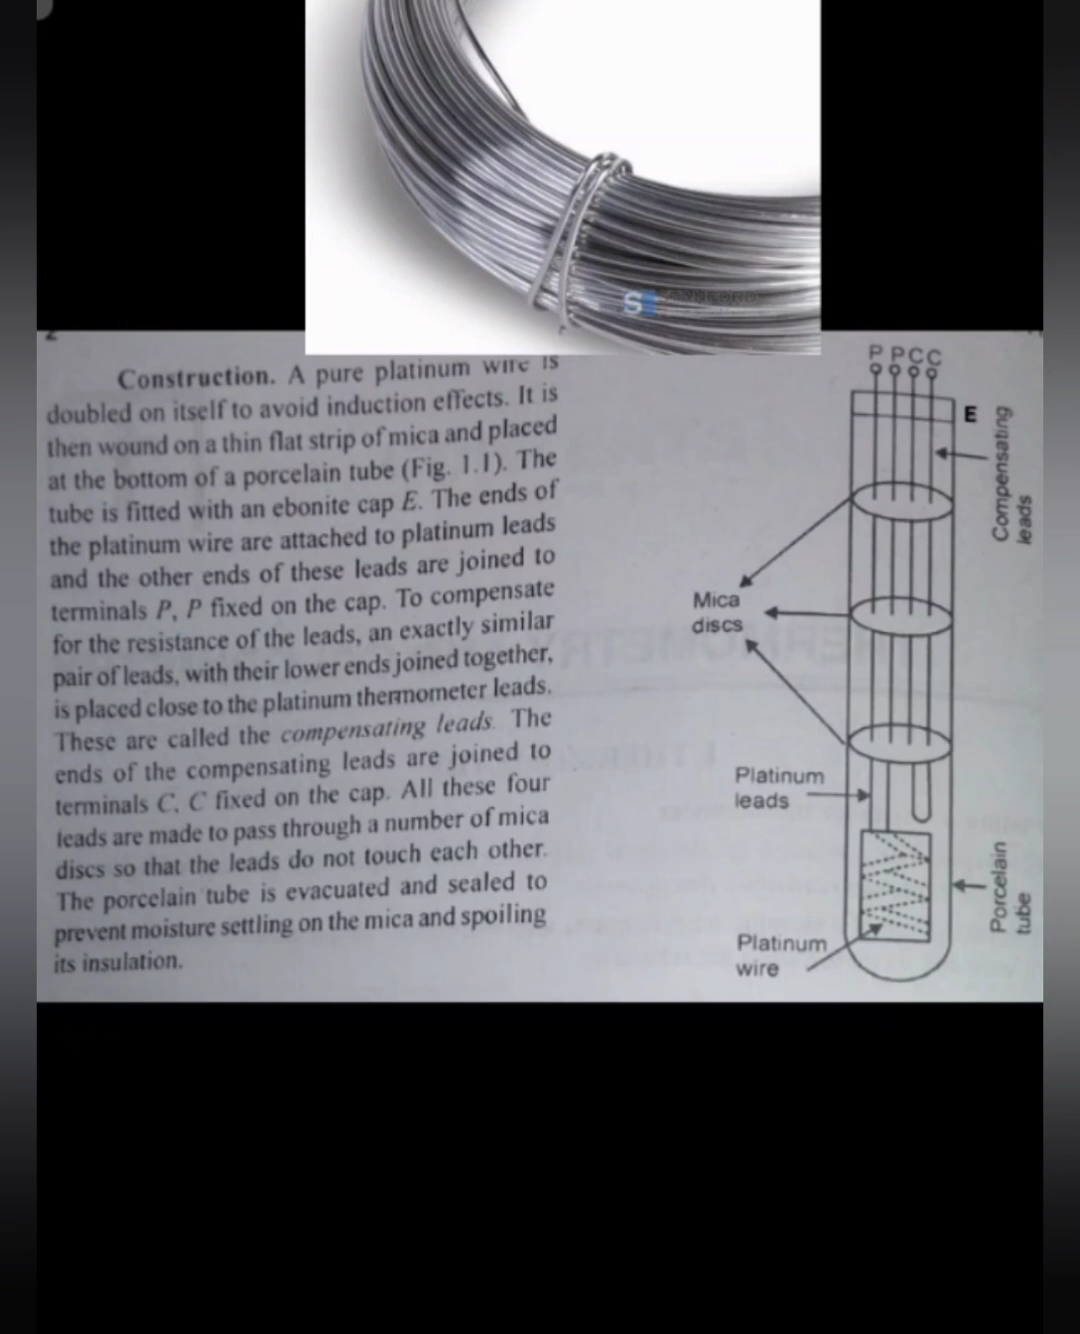 Construction. A pure platinum wire is
doubled on itself to avoid induction effects. It is
then wound on a thin flat strip of mica and placed
at the bottom of a porcelain tube (Fig. 1.1). The
tube is fitted with an ebonite cap E. The ends of
the platinum wire are attached to platinum leads
and the other ends of these leads are joined to
terminals P, P fixed on the cap. To compensate
for the resistance of the leads, an exactly similar
pair of leads, with their lower ends joined together,
is placed close to the platinum thermometer leads.
These are called the compensating leads. The
ends of the compensating leads are joined to
terminals C, C fixed on the cap. All these four
leads are made to pass through a number of mica
discs so that the leads do not touch each other.
The porcelain tube is evacuated and sealed to
prevent moisture settling on the mica and spoiling
its insulation.
P P C C
E
Compensating
leads
Mica
discs
Platinum
leads
Porcelain
tube
Platinum
wire